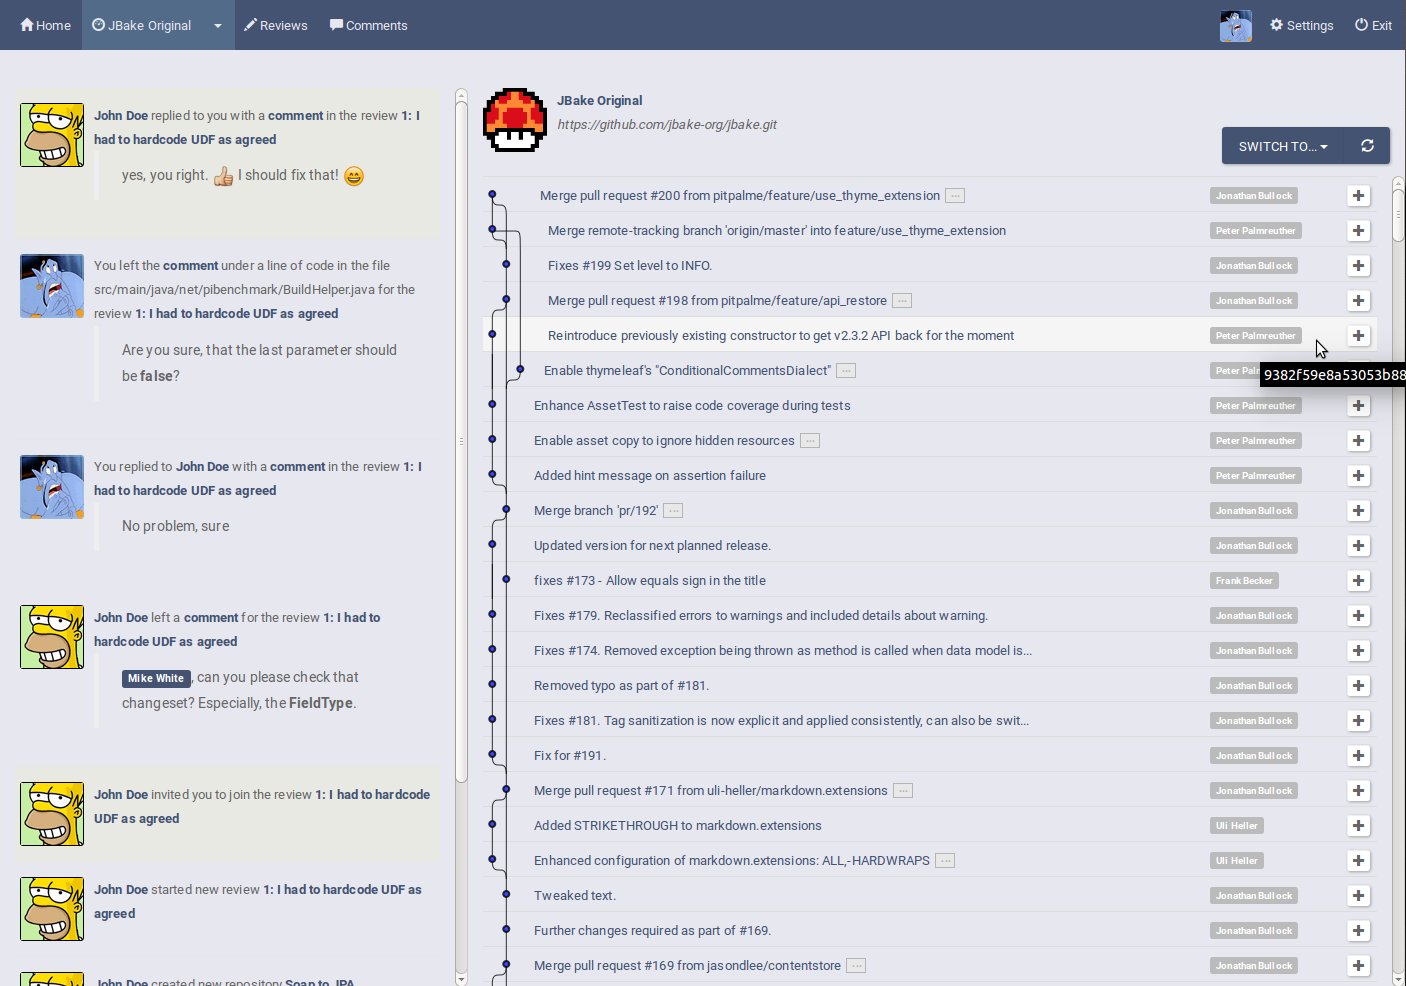 Home
JBake Original
Reviews
Comments
Settings
Exit
John Doe replied to you with a comment in the review 1: I
had to hardcode UDF as agreed
yes, you right. I should fix that!
You left the comment under a line of code in the file
src/main/java/net/pibenchmark/BuildHelper.java for the
review 1: I had to hardcode UDF as agreed
Are you sure, that the last parameter should
be false?
You replied to John Doe with a comment in the review 1: I
had to hardcode UDF as agreed
No problem, sure
John Doe left a comment for the review 1: I had to
hardcode UDF as agreed
Mike White, can you please check that
changeset? Especially, the FieldType.
John Doe invited you to join the review 1: I had to hardcode
UDF as agreed
John Doe started new review 1: I had to hardcode UDF as
agreed
John Doe created new repository Soap to JPA
JBake Original
https://github.com/jbake-org/jbake.git
SWITCH TO...
Merge pull request #200 from pitpalme/feature/use_thyme_extension ... Jonathan Bullock
Merge remote-tracking branch 'origin/master' into feature/use_thyme_extension Peter Palmreuther
Fixes #199 Set level to INFO. Jonathan Bullock
Merge pull request #198 from pitpalme/feature/api_restore ... Jonathan Bullock
Reintroduce previously existing constructor to get v2.3.2 API back for the moment Peter Palmreuther
Enable thymeleaf's "ConditionalCommentsDialect" ... Peter
9382f59e8a53053b88
Enhance AssetTest to raise code coverage during tests Peter Palmreuther
Enable asset copy to ignore hidden resources ... Peter Palmreuther
Added hint message on assertion failure Peter Palmreuther
Merge branch 'pr/192' ... Jonathan Bullock
Updated version for next planned release. Jonathan Bullock
fixes #173 - Allow equals sign in the title Frank Becker
Fixes #179. Reclassified errors to warnings and included details about warning. Jonathan Bullock
Fixes #174. Removed exception being thrown as method is called when data model is... Jonathan Bullock
Removed typo as part of #181. Jonathan Bullock
Fixes #181. Tag sanitization is now explicit and applied consistently, can also be swit... Jonathan Bullock
Fix for #191. Jonathan Bullock
Merge pull request #171 from uli-heller/markdown.extensions ... Jonathan Bullock
Added STRIKETHROUGH to markdown.extensions Uli Heller
Enhanced configuration of markdown.extensions: ALL,-HARDWRAPS ... Uli Heller
Tweaked text. Jonathan Bullock
Further changes required as part of #169. Jonathan Bullock
Merge pull request #169 from jasondlee/contentstore ... Jonathan Bullock